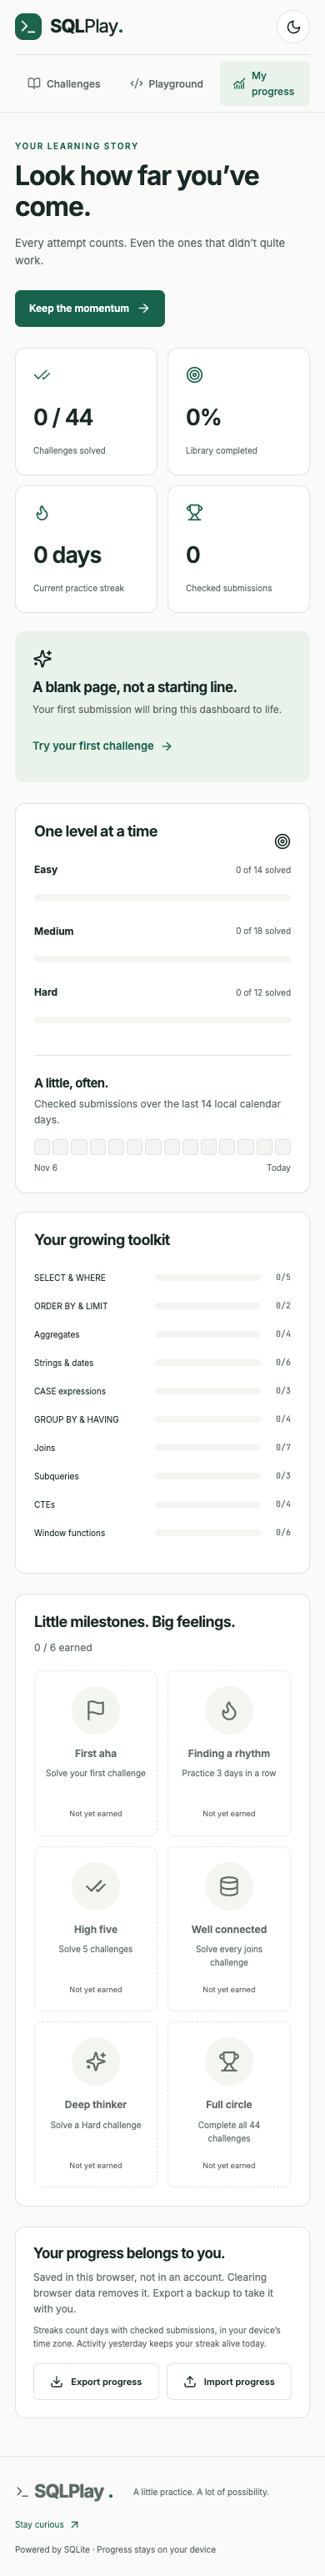 SQLPlay.
Challenges
Playground
My
progress
YOUR LEARNING STORY
Look how far you’ve
come.
Every attempt counts. Even the ones that didn’t quite
work.
Keep the momentum
0 / 44
Challenges solved
0%
Library completed
0 days
Current practice streak
0
Checked submissions
A blank page, not a starting line.
Your first submission will bring this dashboard to life.
Try your first challenge
One level at a time
Easy 0 of 14 solved
Medium 0 of 18 solved
Hard 0 of 12 solved
A little, often.
Checked submissions over the last 14 local calendar
days.
Nov 6 Today
Your growing toolkit
SELECT & WHERE 0/5
ORDER BY & LIMIT 0/2
Aggregates 0/4
Strings & dates 0/6
CASE expressions 0/3
GROUP BY & HAVING 0/4
Joins 0/7
Subqueries 0/3
CTEs 0/4
Window functions 0/6
Little milestones. Big feelings.
0 / 6 earned
First aha
Solve your first challenge
Not yet earned
Finding a rhythm
Practice 3 days in a row
Not yet earned
High five
Solve 5 challenges
Not yet earned
Well connected
Solve every joins
challenge
Not yet earned
Deep thinker
Solve a Hard challenge
Not yet earned
Full circle
Complete all 44
challenges
Not yet earned
Your progress belongs to you.
Saved in this browser, not in an account. Clearing
browser data removes it. Export a backup to take it
with you.
Streaks count days with checked submissions, in your device’s
time zone. Activity yesterday keeps your streak alive today.
Export progress
Import progress
SQLPlay .
A little practice. A lot of possibility.
Stay curious
Powered by SQLite · Progress stays on your device